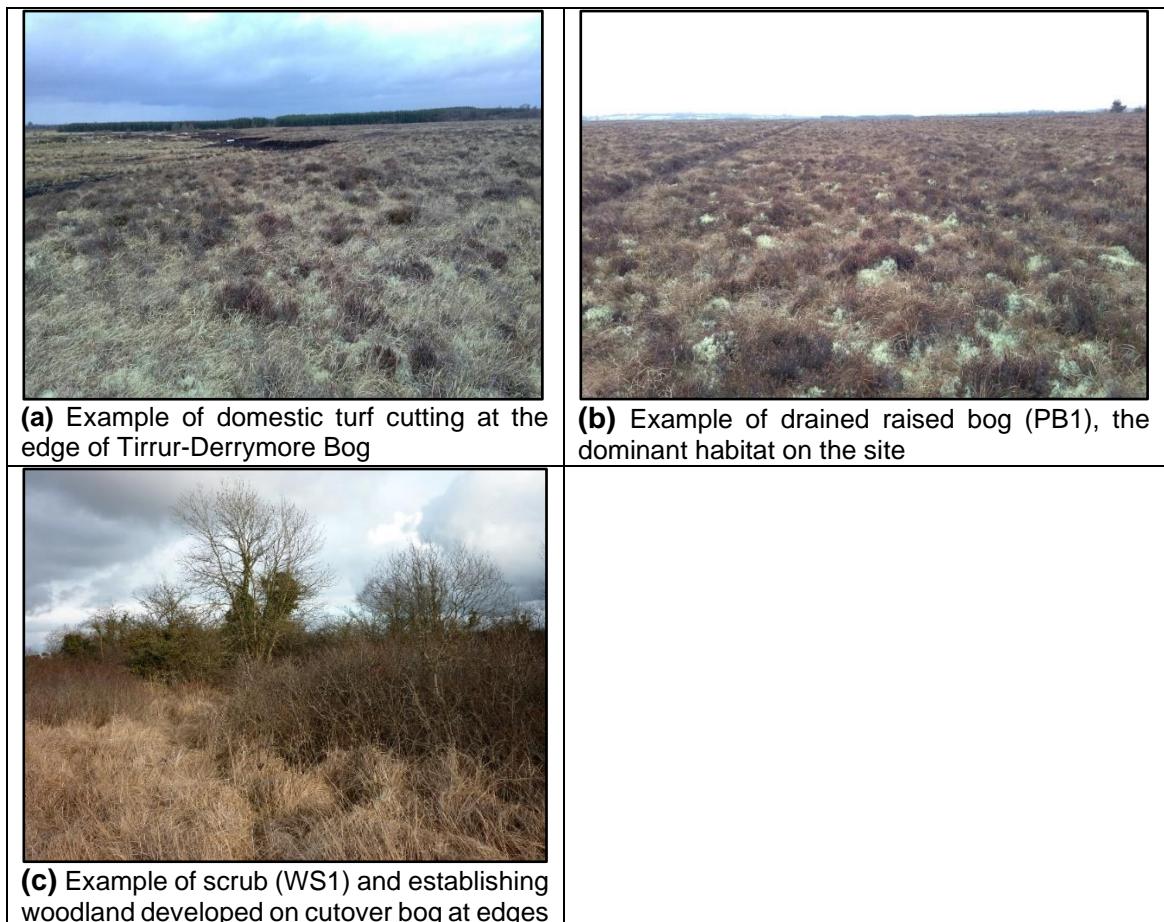 (a) Example of domestic turf cutting at the
edge of Tirrur-Derrymore Bog
(b) Example of drained raised bog (PB1), the
dominant habitat on the site
(c) Example of scrub (WS1) and establishing
woodland developed on cutover bog at edges